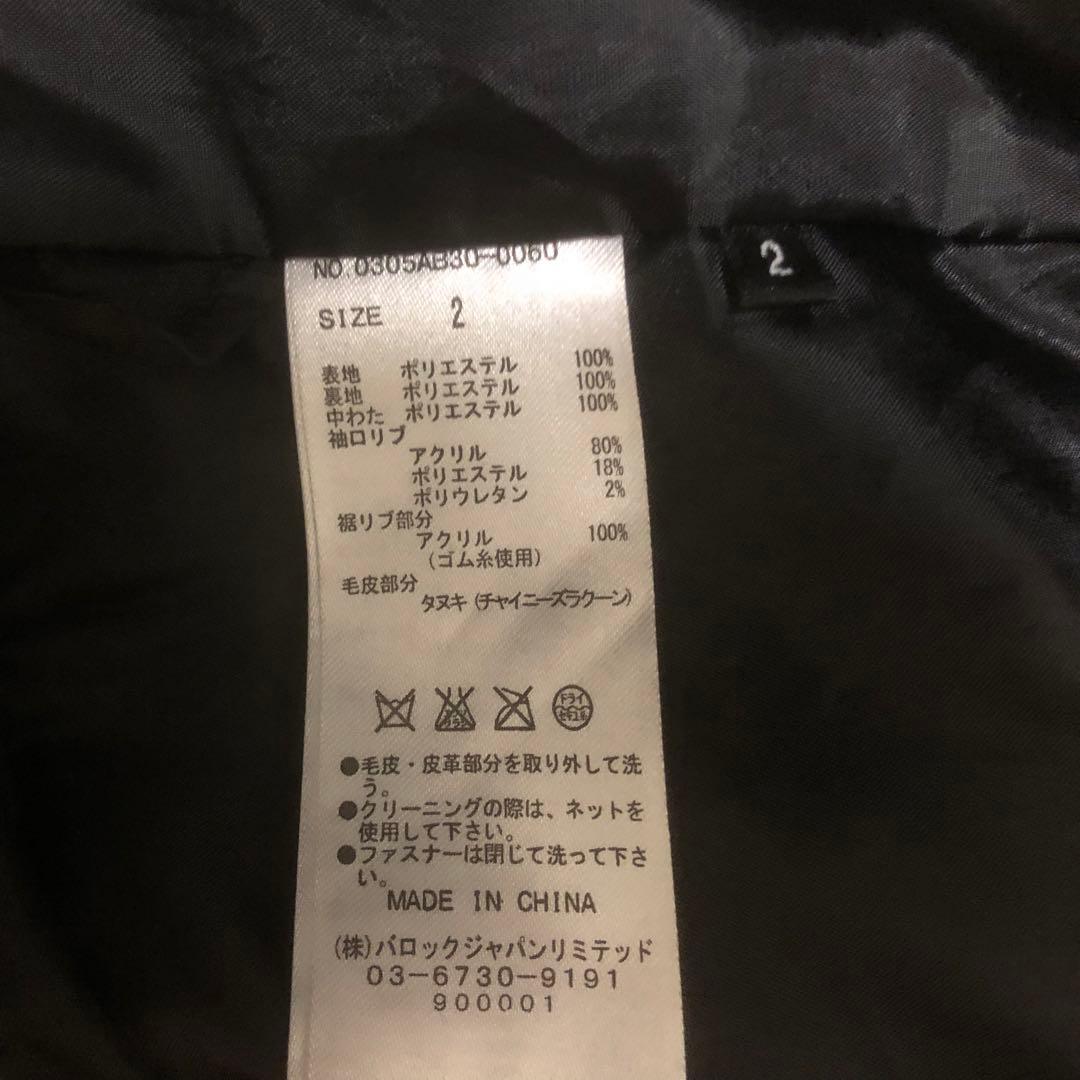 NO 0305AB30-0060
2
SIZE 2
表地 ポリエステル 100%
裏地 ポリエステル 100%
中わた ポリエステル 100%
袖口リブ
アクリル 80%
ポリエステル 18%
ポリウレタン 2%
裾リブ部分
アクリル 100%
(ゴム糸使用)
毛皮部分
タヌキ(チャイニーズラクーン)
ドライ
セキユ系
●毛皮・皮革部分を取り外して洗
う。
●クリーニングの際は、ネットを
使用して下さい。
●ファスナーは閉じて洗って下さ
い。
MADE IN CHINA
(株)バロックジャパンリミテッド
03-6730-9191
900001